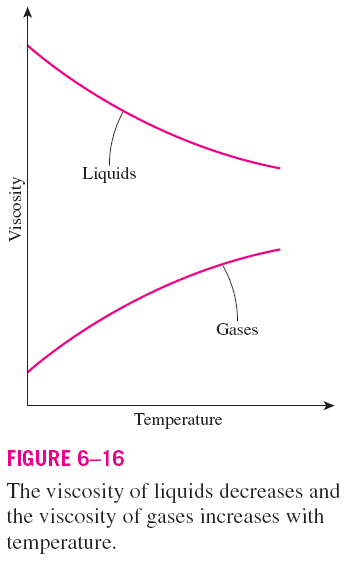 Viscosity
Liquids
Gases
Temperature
FIGURE 6–16
The viscosity of liquids decreases and
the viscosity of gases increases with
temperature.